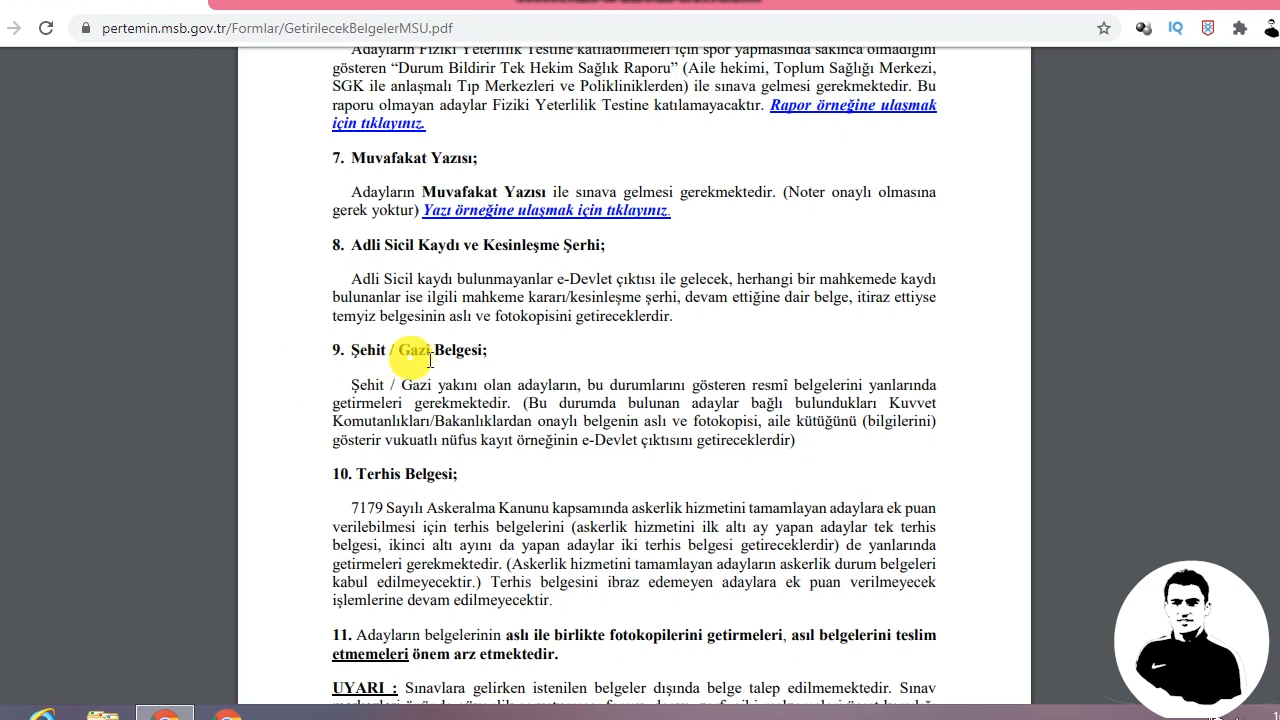 pertemin.msb.gov.tr/Formlar/GetirilecekBelgelerMSU.pdf
IQ
Adayların Fiziki Yeterlilik Testine katılabilmeleri için spor yapmasında sakınca olmadığını
gösteren “Durum Bildirir Tek Hekim Sağlık Raporu” (Aile hekimi, Toplum Sağlığı Merkezi,
SGK ile anlaşmalı Tıp Merkezleri ve Polikliniklerden) ile sınava gelmesi gerekmektedir. Bu
raporu olmayan adaylar Fiziki Yeterlilik Testine katılamayacaktır. Rapor örneğine ulaşmak
için tıklayınız.
7. Muvafakat Yazısı;
Adayların Muvafakat Yazısı ile sınava gelmesi gerekmektedir. (Noter onaylı olmasına
gerek yoktur) Yazı örneğine ulaşmak için tıklayınız.
8. Adli Sicil Kaydı ve Kesinleşme Şerhi;
Adli Sicil kaydı bulunmayanlar e-Devlet çıktısı ile gelecek, herhangi bir mahkemede kaydı
bulunanlar ise ilgili mahkeme kararı/kesinleşme şerhi, devam ettiğine dair belge, itiraz ettiyse
temyiz belgesinin aslı ve fotokopisini getireceklerdir.
9. Şehit / Gazi Belgesi;
Şehit / Gazi yakını olan adayların, bu durumlarını gösteren resmî belgelerini yanlarında
getirmeleri gerekmektedir. (Bu durumda bulunan adaylar bağlı bulundukları Kuvvet
Komutanlıkları/Bakanlıklardan onaylı belgenin aslı ve fotokopisi, aile kütüğünü (bilgilerini)
gösterir vukuatlı nüfus kayıt örneğinin e-Devlet çıktısını getireceklerdir)
10. Terhis Belgesi;
7179 Sayılı Askeralma Kanunu kapsamında askerlik hizmetini tamamlayan adaylara ek puan
verilebilmesi için terhis belgelerini (askerlik hizmetini ilk altı ay yapan adaylar tek terhis
belgesi, ikinci altı ayını da yapan adaylar iki terhis belgesi getireceklerdir) de yanlarında
getirmeleri gerekmektedir. (Askerlik hizmetini tamamlayan adayların askerlik durum belgeleri
kabul edilmeyecektir.) Terhis belgesini ibraz edemeyen adaylara ek puan verilmeyecek
işlemlerine devam edilmeyecektir.
11. Adayların belgelerinin aslı ile birlikte fotokopilerini getirmeleri, asıl belgelerini teslim
etmemeleri önem arz etmektedir.
UYARI : Sınavlara gelirken istenilen belgeler dışında belge talep edilmemektedir. Sınav